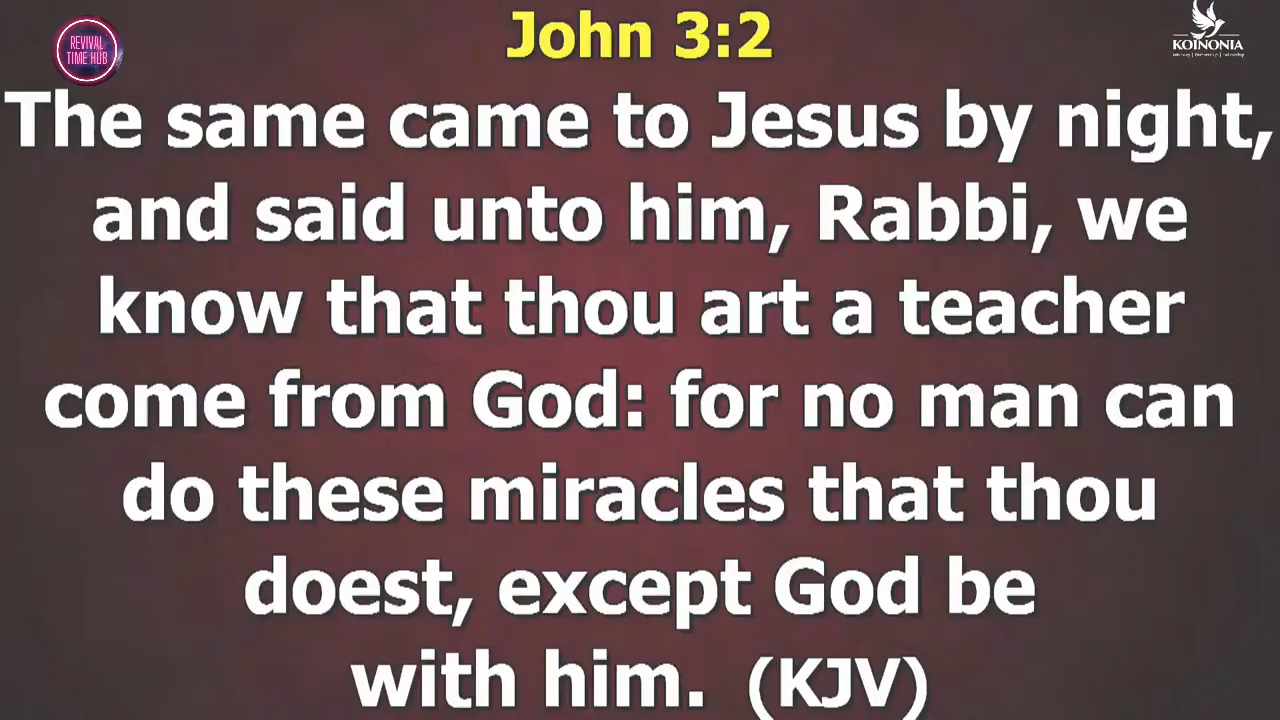 John 3:2
REVIVAL
TIME HUB
KOINONIA
The same came to Jesus by night,
and said unto him, Rabbi, we
know that thou art a teacher
come from God: for no man can
do these miracles that thou
doest, except God be
with him. (KJV)